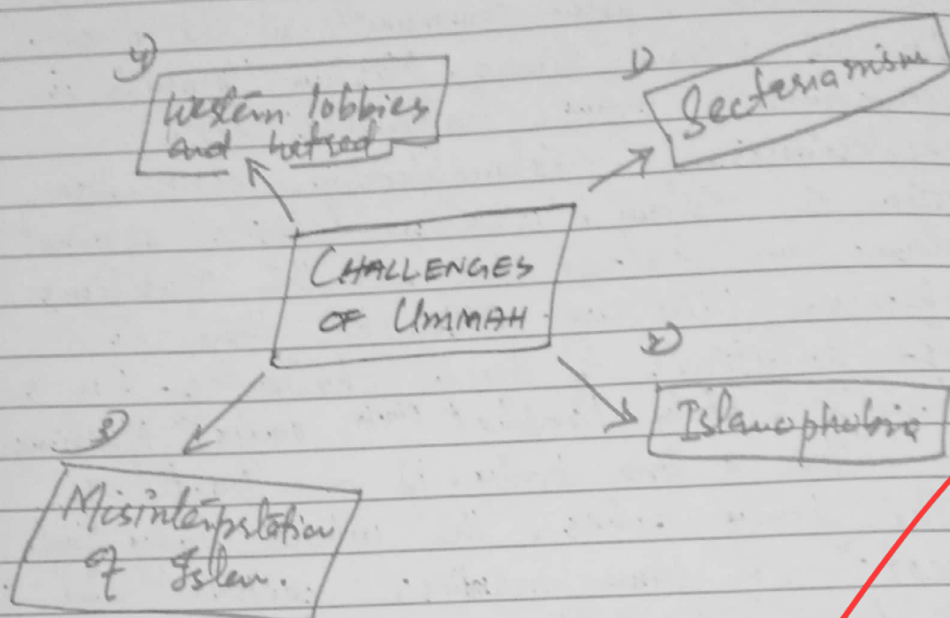 4)
Western lobbies
and hatred
1)
Sectarianism
CHALLENGES
OF UMMAH
2)
Islamophobia
3)
Misinterpretation
of Islam.